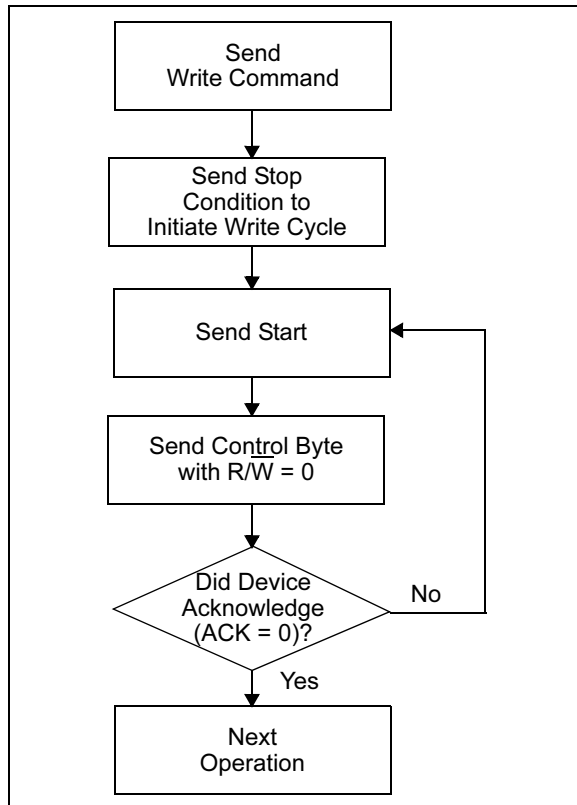 Send
Write Command
Send Stop
Condition to
Initiate Write Cycle
Send Start
Send Control Byte
with R/W̅ = 0
Did Device
Acknowledge
(ACK = 0)?
No
Yes
Next
Operation